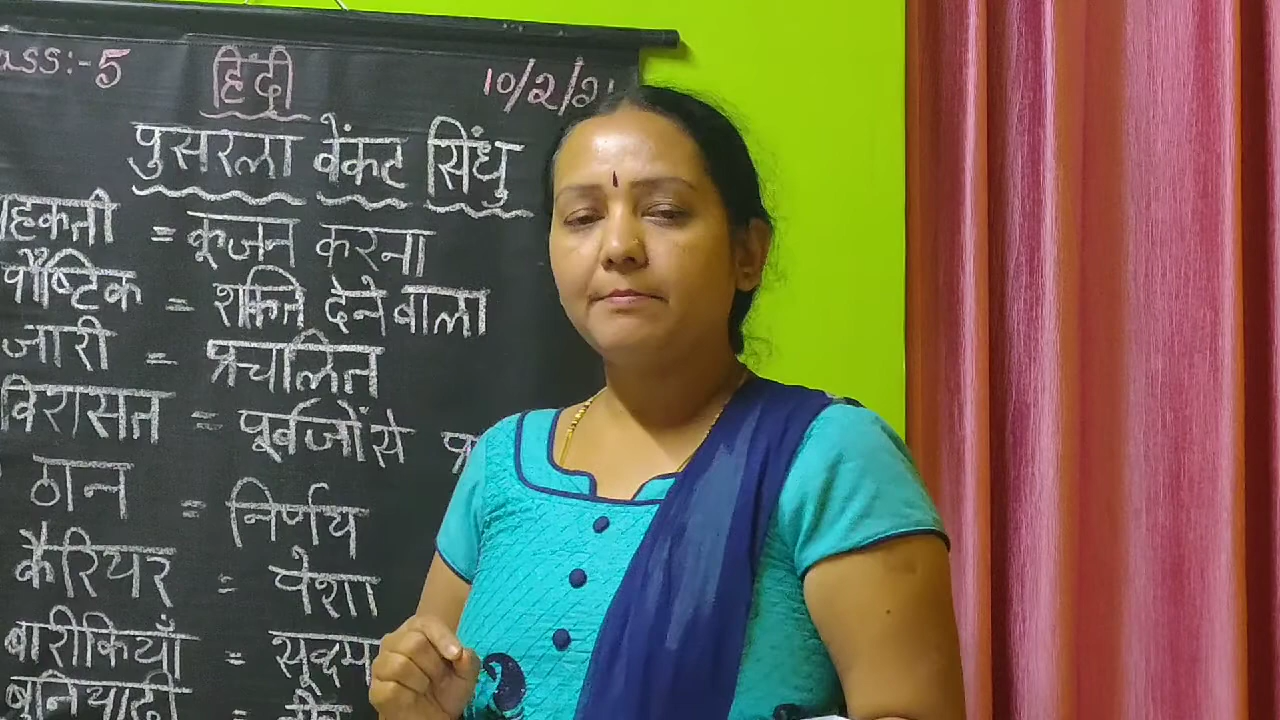 ass:-5 हिंदी 10/2/21
पुसरला वेंकट सिंधु
हकती = कूजन करना
पौष्टिक = शक्ति देने वाला
जारी = प्रचलित
विरासत = पूर्वजों से
ठान = निर्णय
कैरियर = पेशा
बारीकियाँ = सूक्ष्म
बुनियादी =